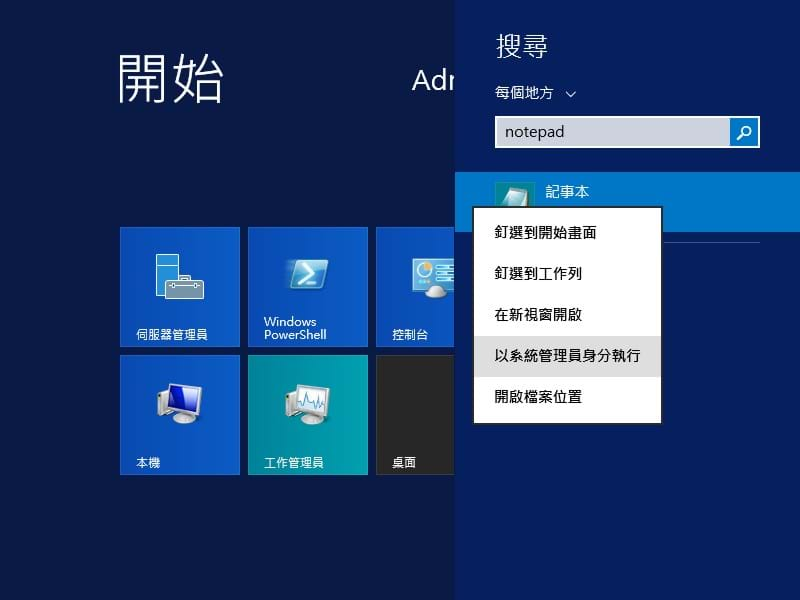 開始
Adr
伺服器管理員
Windows
PowerShell
控制台
本機
工作管理員
桌面
搜尋
每個地方
notepad
記事本
釘選到開始畫面
釘選到工作列
在新視窗開啟
以系統管理員身分執行
開啟檔案位置